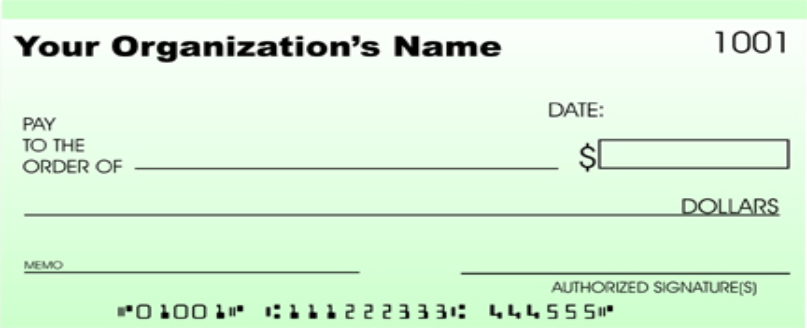 Your Organization's Name
1001
DATE:
PAY
TO THE
ORDER OF
$
DOLLARS
MEMO
AUTHORIZED SIGNATURE(S)
⑈01001⑈ ⑆111222333⑆ 444555⑈